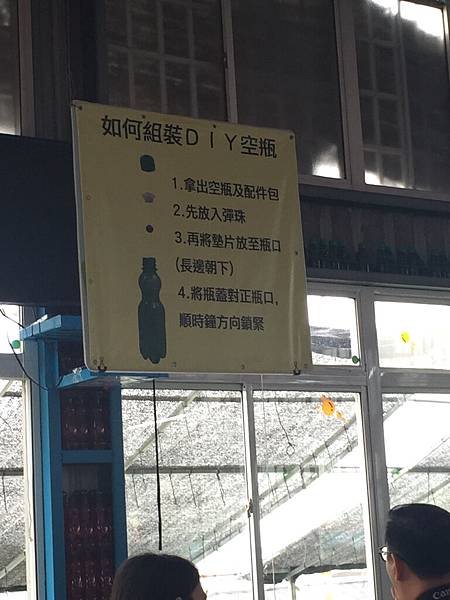 如何組裝ＤＩＹ空瓶
1.拿出空瓶及配件包
2.先放入彈珠
3.再將墊片放至瓶口
(長邊朝下)
4.將瓶蓋對正瓶口,
順時鐘方向鎖緊
Canon